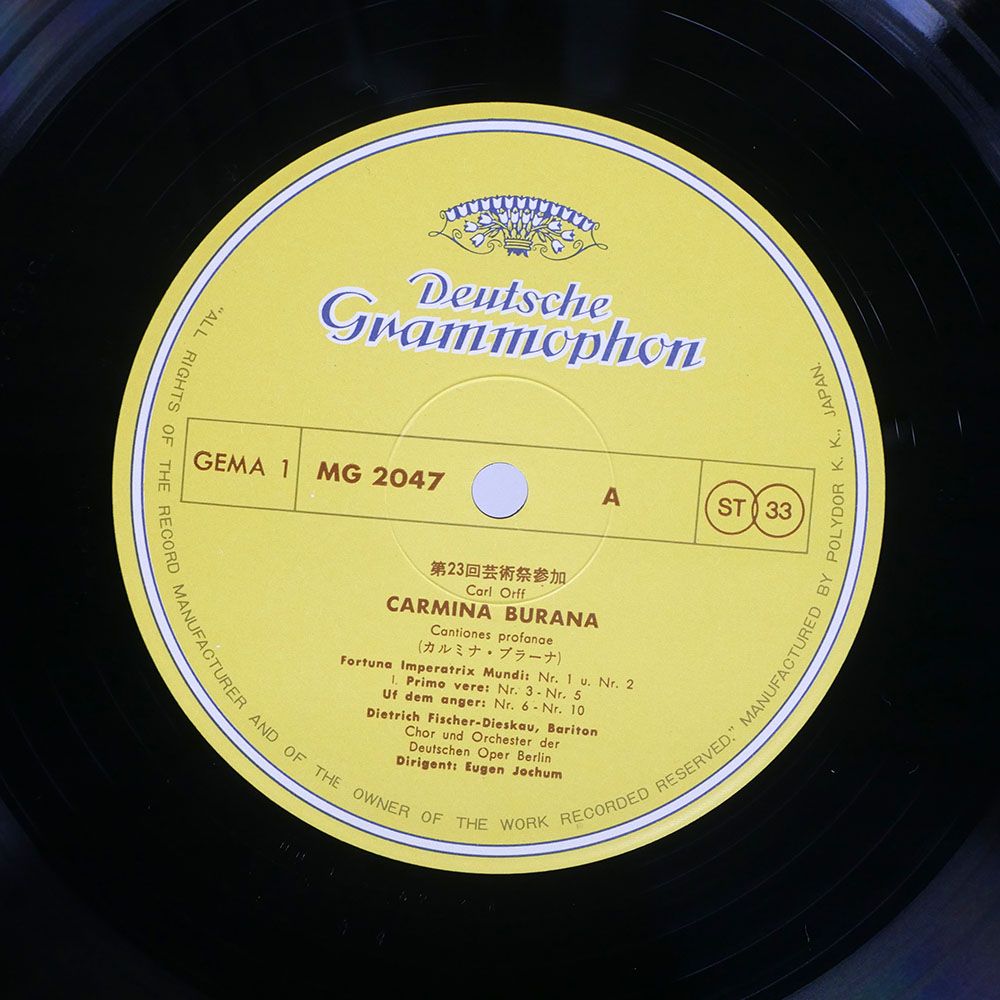 Deutsche
Grammophon
GEMA 1
MG 2047
A
ST 33
第23回芸術祭参加
Carl Orff
CARMINA BURANA
Cantiones profanae
(カルミナ・ブラーナ)
Fortuna Imperatrix Mundi: Nr. 1 u. Nr. 2
I. Primo vere: Nr. 3 - Nr. 5
Uf dem anger: Nr. 6 - Nr. 10
Dietrich Fischer-Dieskau, Bariton
Chor und Orchester der
Deutschen Oper Berlin
Dirigent: Eugen Jochum
"ALL RIGHTS OF THE RECORD MANUFACTURER AND OF THE OWNER OF THE WORK RECORDED RESERVED." MANUFACTURED BY POLYDOR K. K., JAPAN.